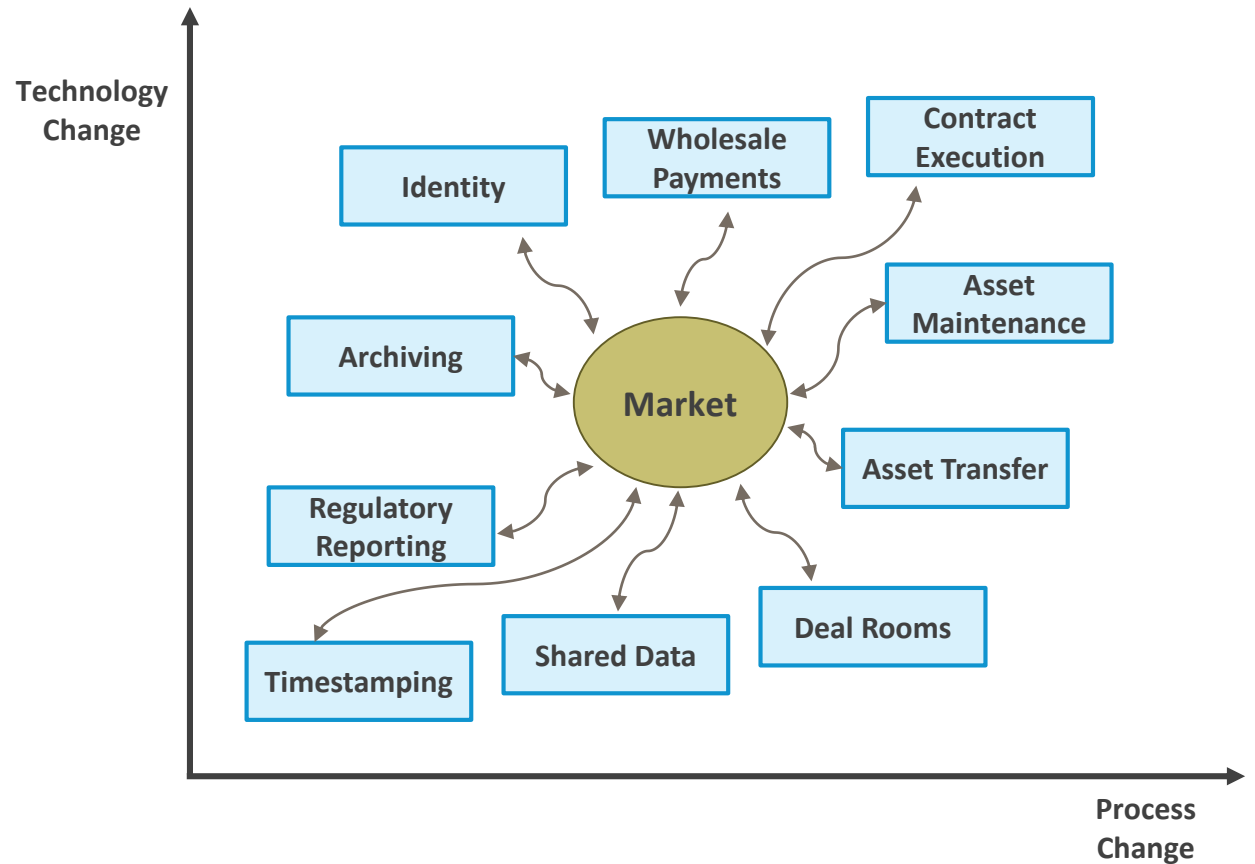 Technology
Change
Identity
Wholesale
Payments
Contract
Execution
Archiving
Market
Asset
Maintenance
Regulatory
Reporting
Asset Transfer
Timestamping
Shared Data
Deal Rooms
Process
Change